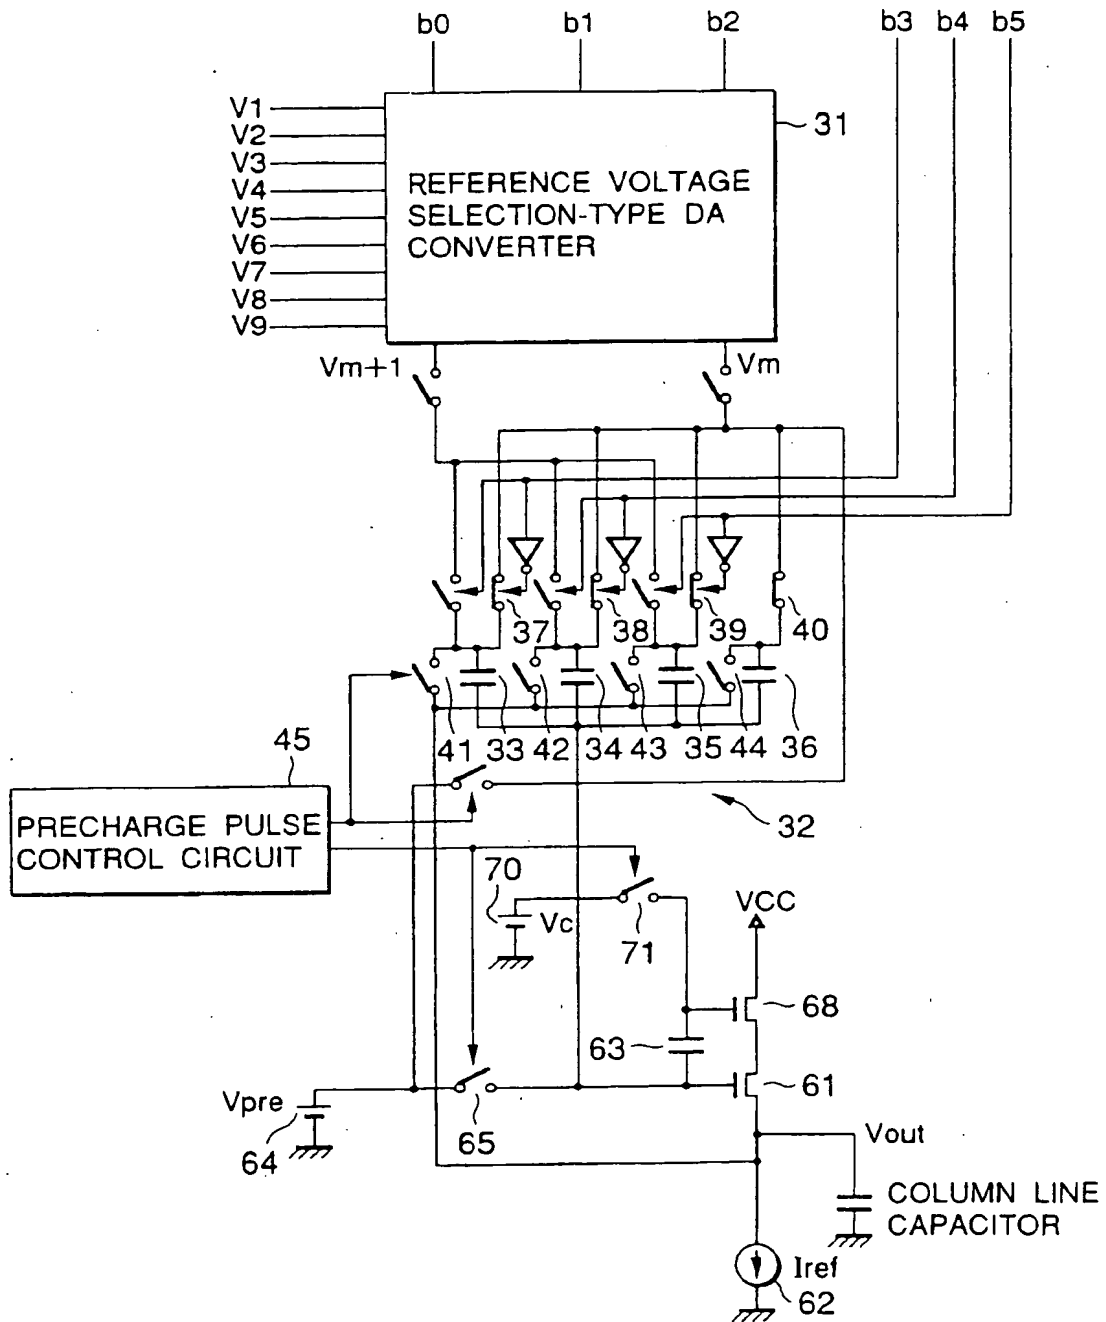 b0 b1 b2 b3 b4 b5
V1
V2
V3
V4
V5
V6
V7
V8
V9
REFERENCE VOLTAGE
SELECTION-TYPE DA
CONVERTER
31
Vm+1 Vm
37 38 39 40
41 33 42 34 43 35 44 36
45
PRECHARGE PULSE
CONTROL CIRCUIT
32
70
Vc
71
VCC
68
63
61
Vpre
64
65
Vout
COLUMN LINE
CAPACITOR
Iref
62